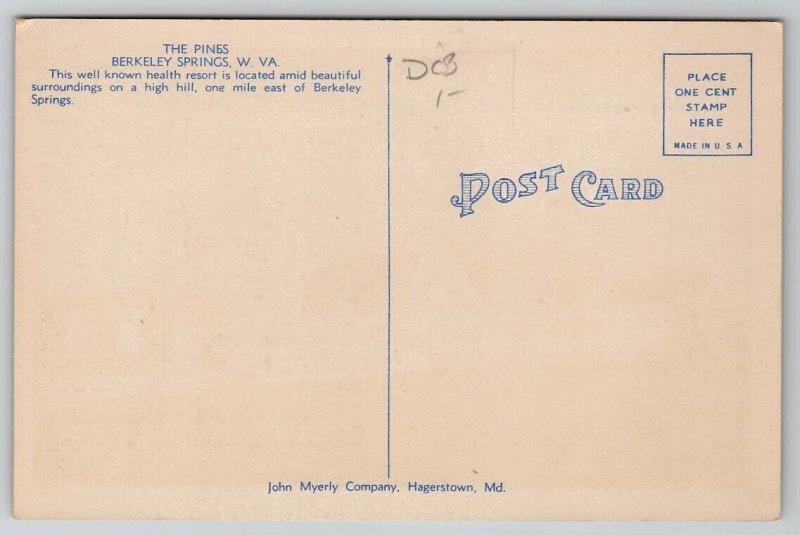 THE PINES
BERKELEY SPRINGS, W. VA.
This well known health resort is located amid beautiful
surroundings on a high hill, one mile east of Berkeley
Springs.
DCB
1-
PLACE
ONE CENT
STAMP
HERE
MADE IN U. S. A
POST CARD
John Myerly Company, Hagerstown, Md.